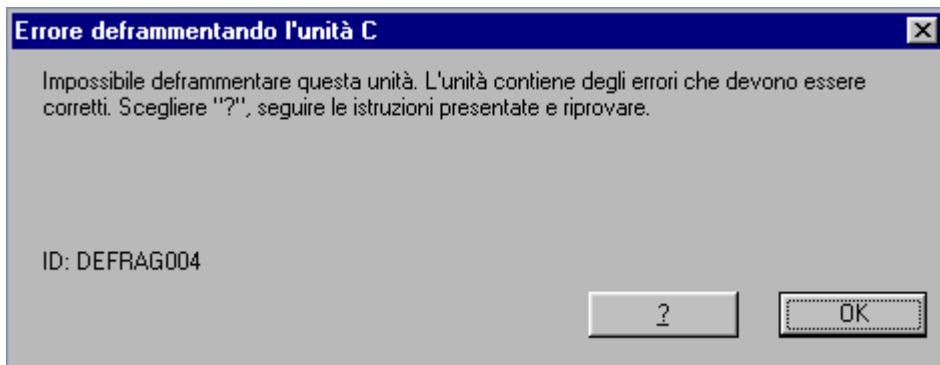 Errore deframmentando l'unità C
Impossibile deframmentare questa unità. L'unità contiene degli errori che devono essere
corretti. Scegliere "?", seguire le istruzioni presentate e riprovare.
ID: DEFRAG004
? OK